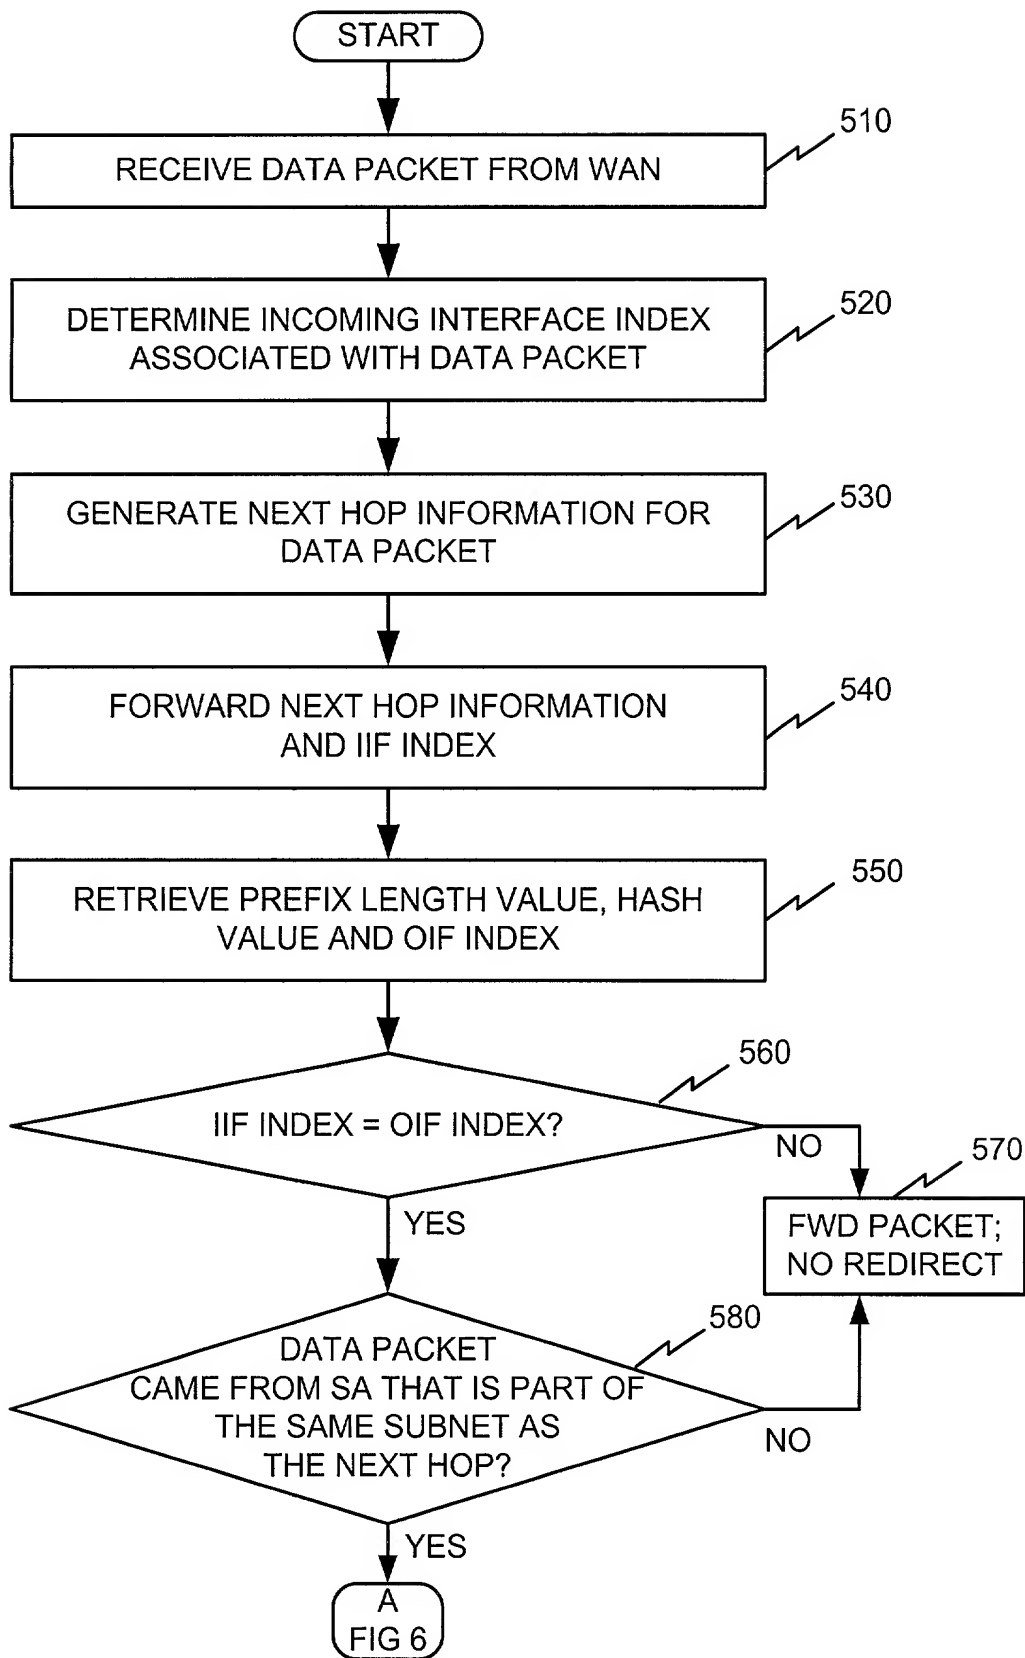 START
510
RECEIVE DATA PACKET FROM WAN
520
DETERMINE INCOMING INTERFACE INDEX
ASSOCIATED WITH DATA PACKET
530
GENERATE NEXT HOP INFORMATION FOR
DATA PACKET
540
FORWARD NEXT HOP INFORMATION
AND IIF INDEX
550
RETRIEVE PREFIX LENGTH VALUE, HASH
VALUE AND OIF INDEX
560
IIF INDEX = OIF INDEX?
NO
570
YES
FWD PACKET;
NO REDIRECT
580
DATA PACKET
CAME FROM SA THAT IS PART OF
THE SAME SUBNET AS
THE NEXT HOP?
NO
YES
A
FIG 6